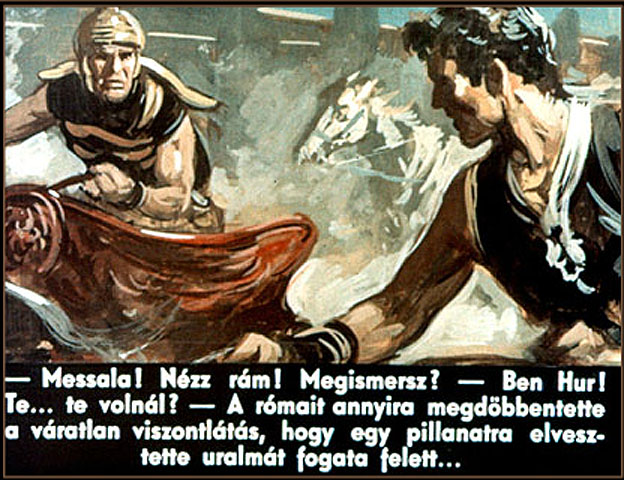 — Messala! Nézz rám! Megismersz? — Ben Hur!
Te... te volnál? — A rómait annyira megdöbbentette
a váratlan viszontlátás, hogy egy pillanatra elvesz-
tette uralmát fogata felett...